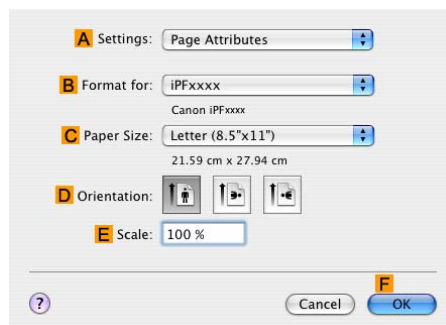 A Settings: Page Attributes
B Format for: iPFxxxx
Canon iPFxxxx
C Paper Size: Letter (8.5"x11")
21.59 cm x 27.94 cm
D Orientation:
E Scale: 100 %
F
? Cancel OK